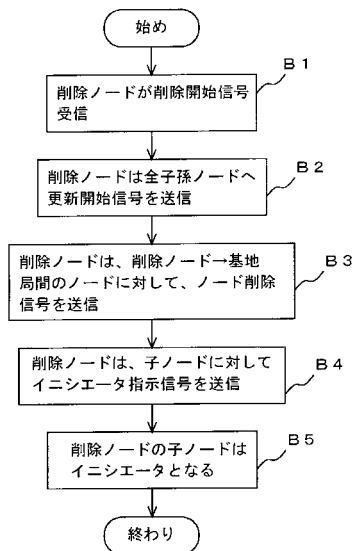 始め
B1
削除ノードが削除開始信号
受信
B2
削除ノードは全子孫ノードへ
更新開始信号を送信
B3
削除ノードは、削除ノード→基地
局間のノードに対して、ノード削除
信号を送信
B4
削除ノードは、子ノードに対して
イニシエータ指示信号を送信
B5
削除ノードの子ノードは
イニシエータとなる
終わり